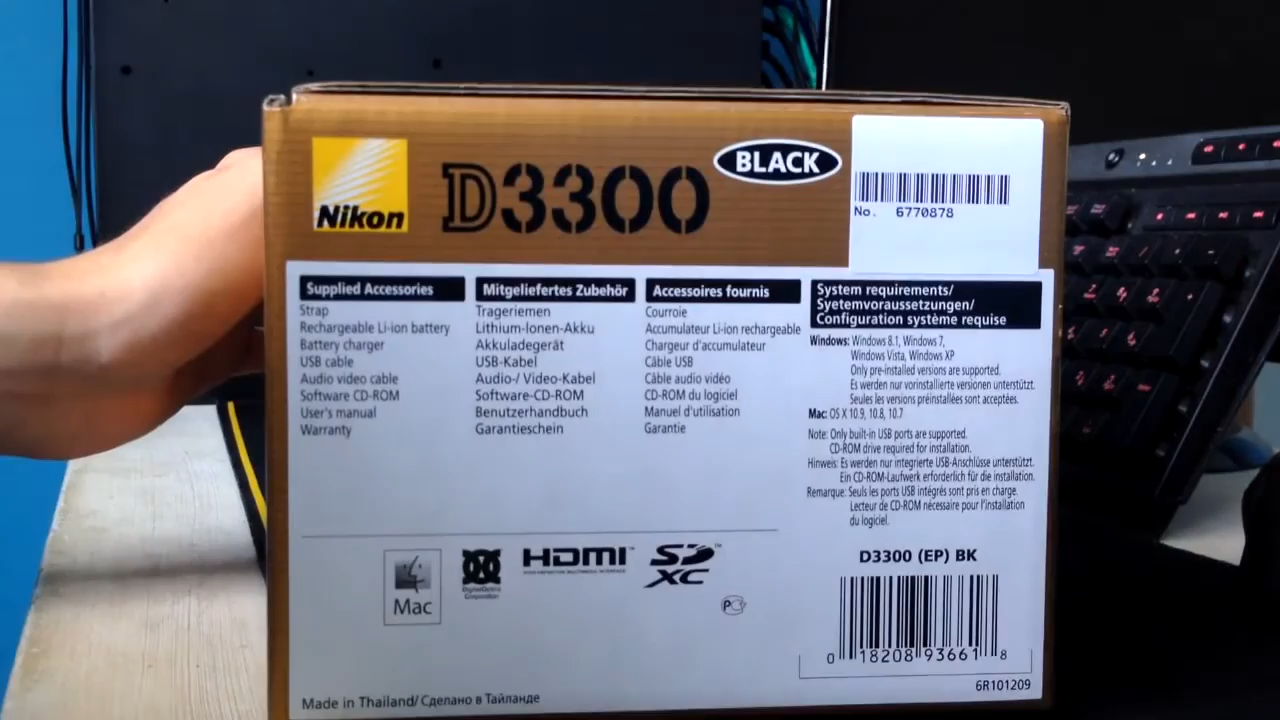 Nikon
D3300
BLACK
No. 6770878
Supplied Accessories
Strap
Rechargeable Li-ion battery
Battery charger
USB cable
Audio video cable
Software CD-ROM
User's manual
Warranty
Mitgeliefertes Zubehör
Trageriemen
Lithium-Ionen-Akku
Akkuladegerät
USB-Kabel
Audio-/ Video-Kabel
Software-CD-ROM
Benutzerhandbuch
Garantieschein
Accessoires fournis
Courroie
Accumulateur Li-ion rechargeable
Chargeur d'accumulateur
Câble USB
Câble audio vidéo
CD-ROM du logiciel
Manuel d'utilisation
Garantie
System requirements/
Syetemvoraussetzungen/
Configuration système requise
Windows: Windows 8.1, Windows 7,
Windows Vista, Windows XP
Only pre-installed versions are supported.
Es werden nur vorinstallierte versionen unterstützt.
Seules les versions préinstallées sont acceptées.
Mac: OS X 10.9, 10.8, 10.7
Note: Only built-in USB ports are supported.
CD-ROM drive required for installation.
Hinweis: Es werden nur integrierte USB-Anschlüsse unterstützt.
Ein CD-ROM-Laufwerk erforderlich für die installation.
Remarque: Seuls les ports USB intégrés sont pris en charge.
Lecteur de CD-ROM nécessaire pour l'installation
du logiciel.
Mac
DigitalOptics
Corporation
HDMI™
HIGH-DEFINITION MULTIMEDIA INTERFACE
SD™
XC
D3300 (EP) BK
0 18208 93661 8
6R101209
Made in Thailand/ Сделано в Тайланде